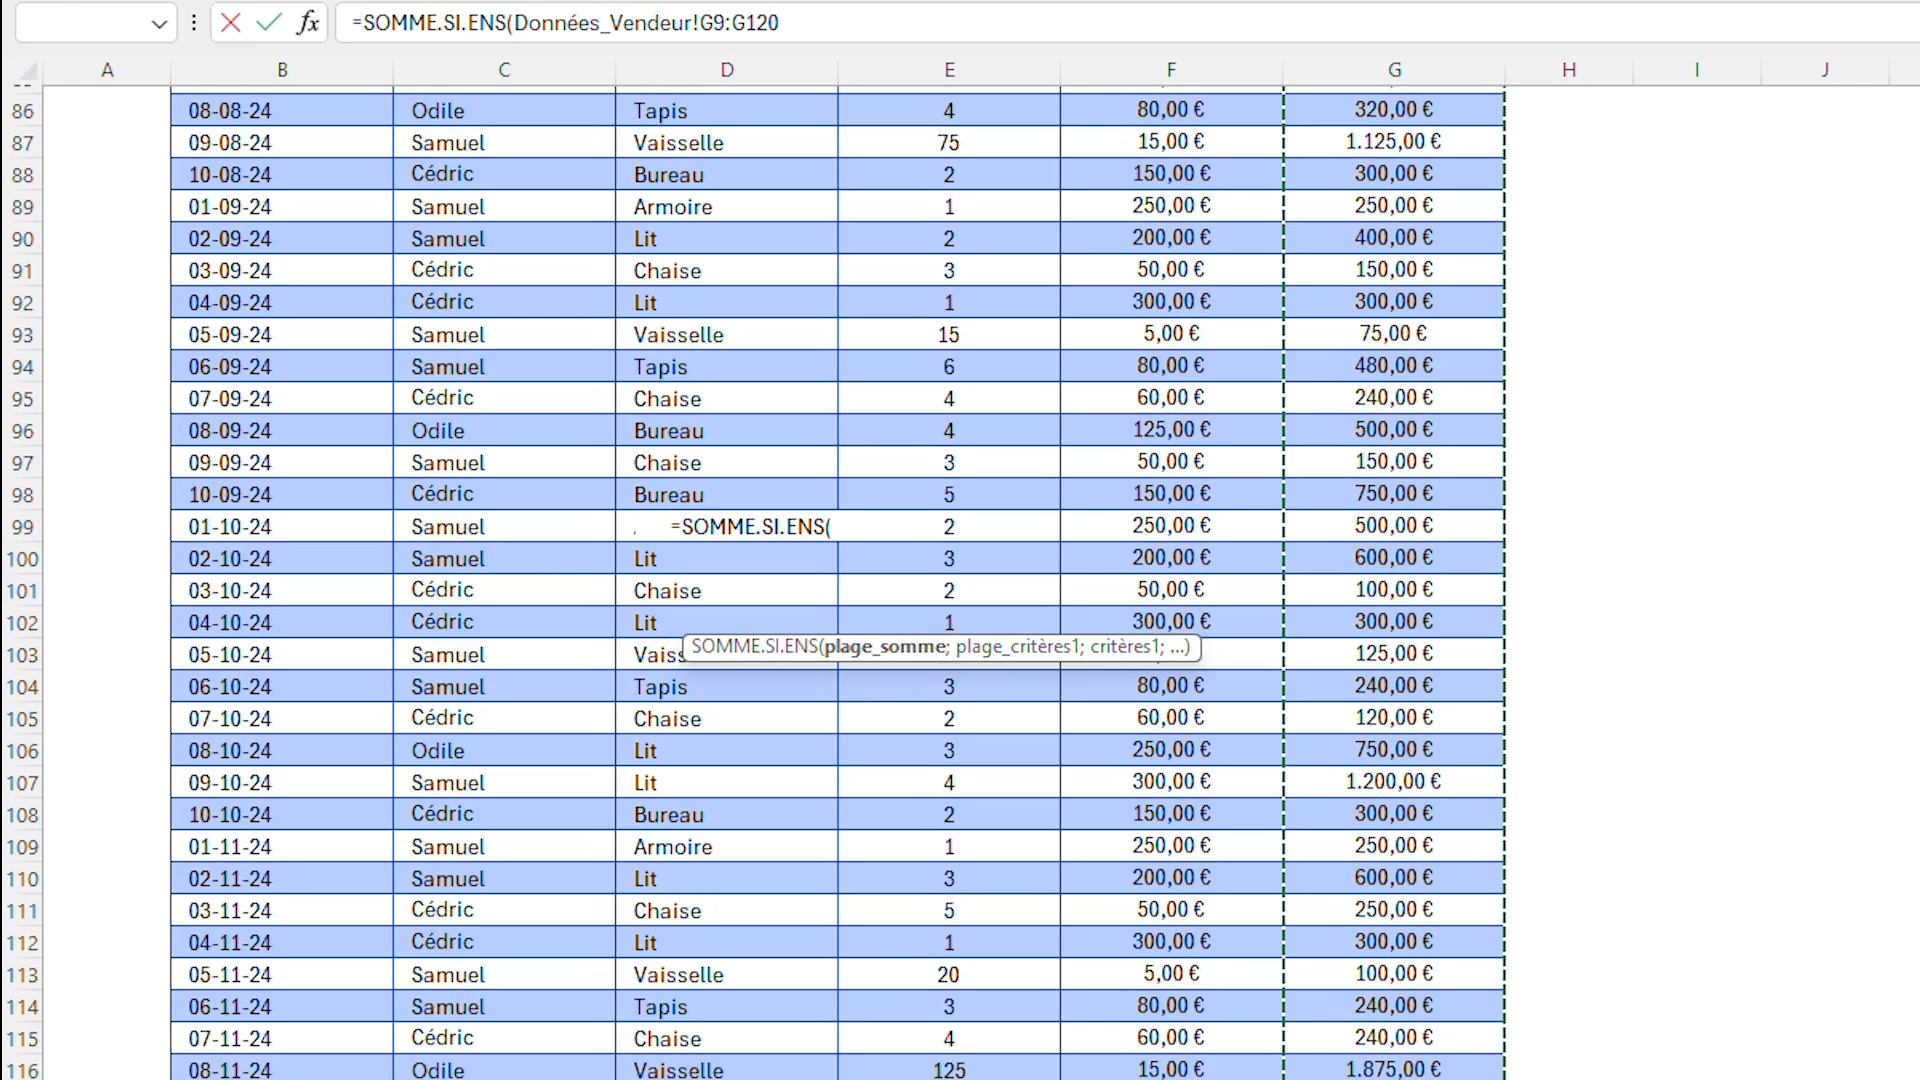 =SOMME.SI.ENS(Données_Vendeur!G9:G120
A B C D E F G H I J
86 08-08-24 Odile Tapis 4 80,00 € 320,00 €
87 09-08-24 Samuel Vaisselle 75 15,00 € 1.125,00 €
88 10-08-24 Cédric Bureau 2 150,00 € 300,00 €
89 01-09-24 Samuel Armoire 1 250,00 € 250,00 €
90 02-09-24 Samuel Lit 2 200,00 € 400,00 €
91 03-09-24 Cédric Chaise 3 50,00 € 150,00 €
92 04-09-24 Cédric Lit 1 300,00 € 300,00 €
93 05-09-24 Samuel Vaisselle 15 5,00 € 75,00 €
94 06-09-24 Samuel Tapis 6 80,00 € 480,00 €
95 07-09-24 Cédric Chaise 4 60,00 € 240,00 €
96 08-09-24 Odile Bureau 4 125,00 € 500,00 €
97 09-09-24 Samuel Chaise 3 50,00 € 150,00 €
98 10-09-24 Cédric Bureau 5 150,00 € 750,00 €
99 01-10-24 Samuel =SOMME.SI.ENS( 2 250,00 € 500,00 €
100 02-10-24 Samuel Lit 3 200,00 € 600,00 €
101 03-10-24 Cédric Chaise 2 50,00 € 100,00 €
102 04-10-24 Cédric Lit 1 300,00 € 300,00 €
103 05-10-24 Samuel Vaiss SOMME.SI.ENS(plage_somme; plage_critères1; critères1; ...) 125,00 €
104 06-10-24 Samuel Tapis 3 80,00 € 240,00 €
105 07-10-24 Cédric Chaise 2 60,00 € 120,00 €
106 08-10-24 Odile Lit 3 250,00 € 750,00 €
107 09-10-24 Samuel Lit 4 300,00 € 1.200,00 €
108 10-10-24 Cédric Bureau 2 150,00 € 300,00 €
109 01-11-24 Samuel Armoire 1 250,00 € 250,00 €
110 02-11-24 Samuel Lit 3 200,00 € 600,00 €
111 03-11-24 Cédric Chaise 5 50,00 € 250,00 €
112 04-11-24 Cédric Lit 1 300,00 € 300,00 €
113 05-11-24 Samuel Vaisselle 20 5,00 € 100,00 €
114 06-11-24 Samuel Tapis 3 80,00 € 240,00 €
115 07-11-24 Cédric Chaise 4 60,00 € 240,00 €
116 08-11-24 Odile Vaisselle 125 15,00 € 1.875,00 €